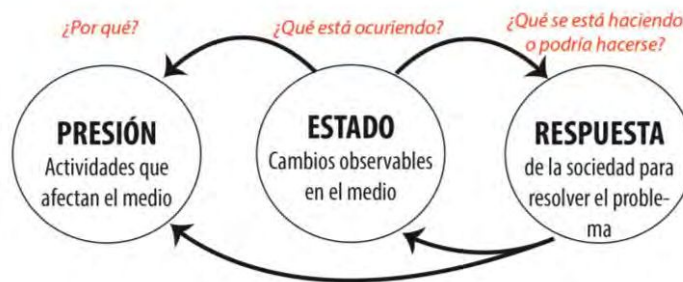 ¿Por qué?
¿Qué está ocuriendo?
¿Qué se está haciendo
o podría hacerse?
PRESIÓN
Actividades que
afectan el medio
ESTADO
Cambios observables
en el medio
RESPUESTA
de la sociedad para
resolver el proble-
ma